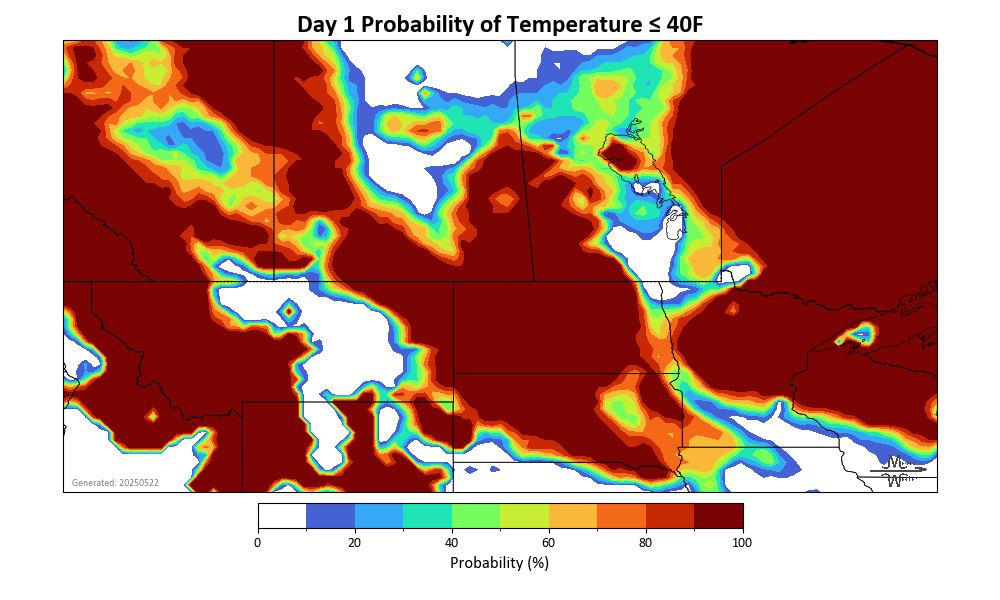 Day 1 Probability of Temperature ≤ 40F
Generated: 20250522
0 20 40 60 80 100
Probability (%)